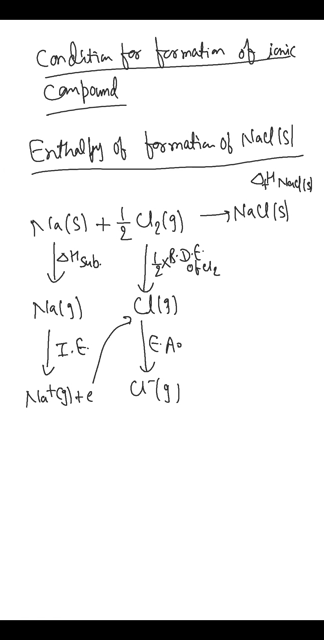 Condition for formation of ionic
Compound
Enthalpy of formation of NaCl(s)
ΔH NaCl(s)
Na(s) + 1/2 Cl₂(g) → NaCl(s)
ΔHsub.
1/2 × B.D.E. of Cl₂
Na(g) Cl(g)
I.E. E.A.
Na⁺(g) + e Cl⁻(g)